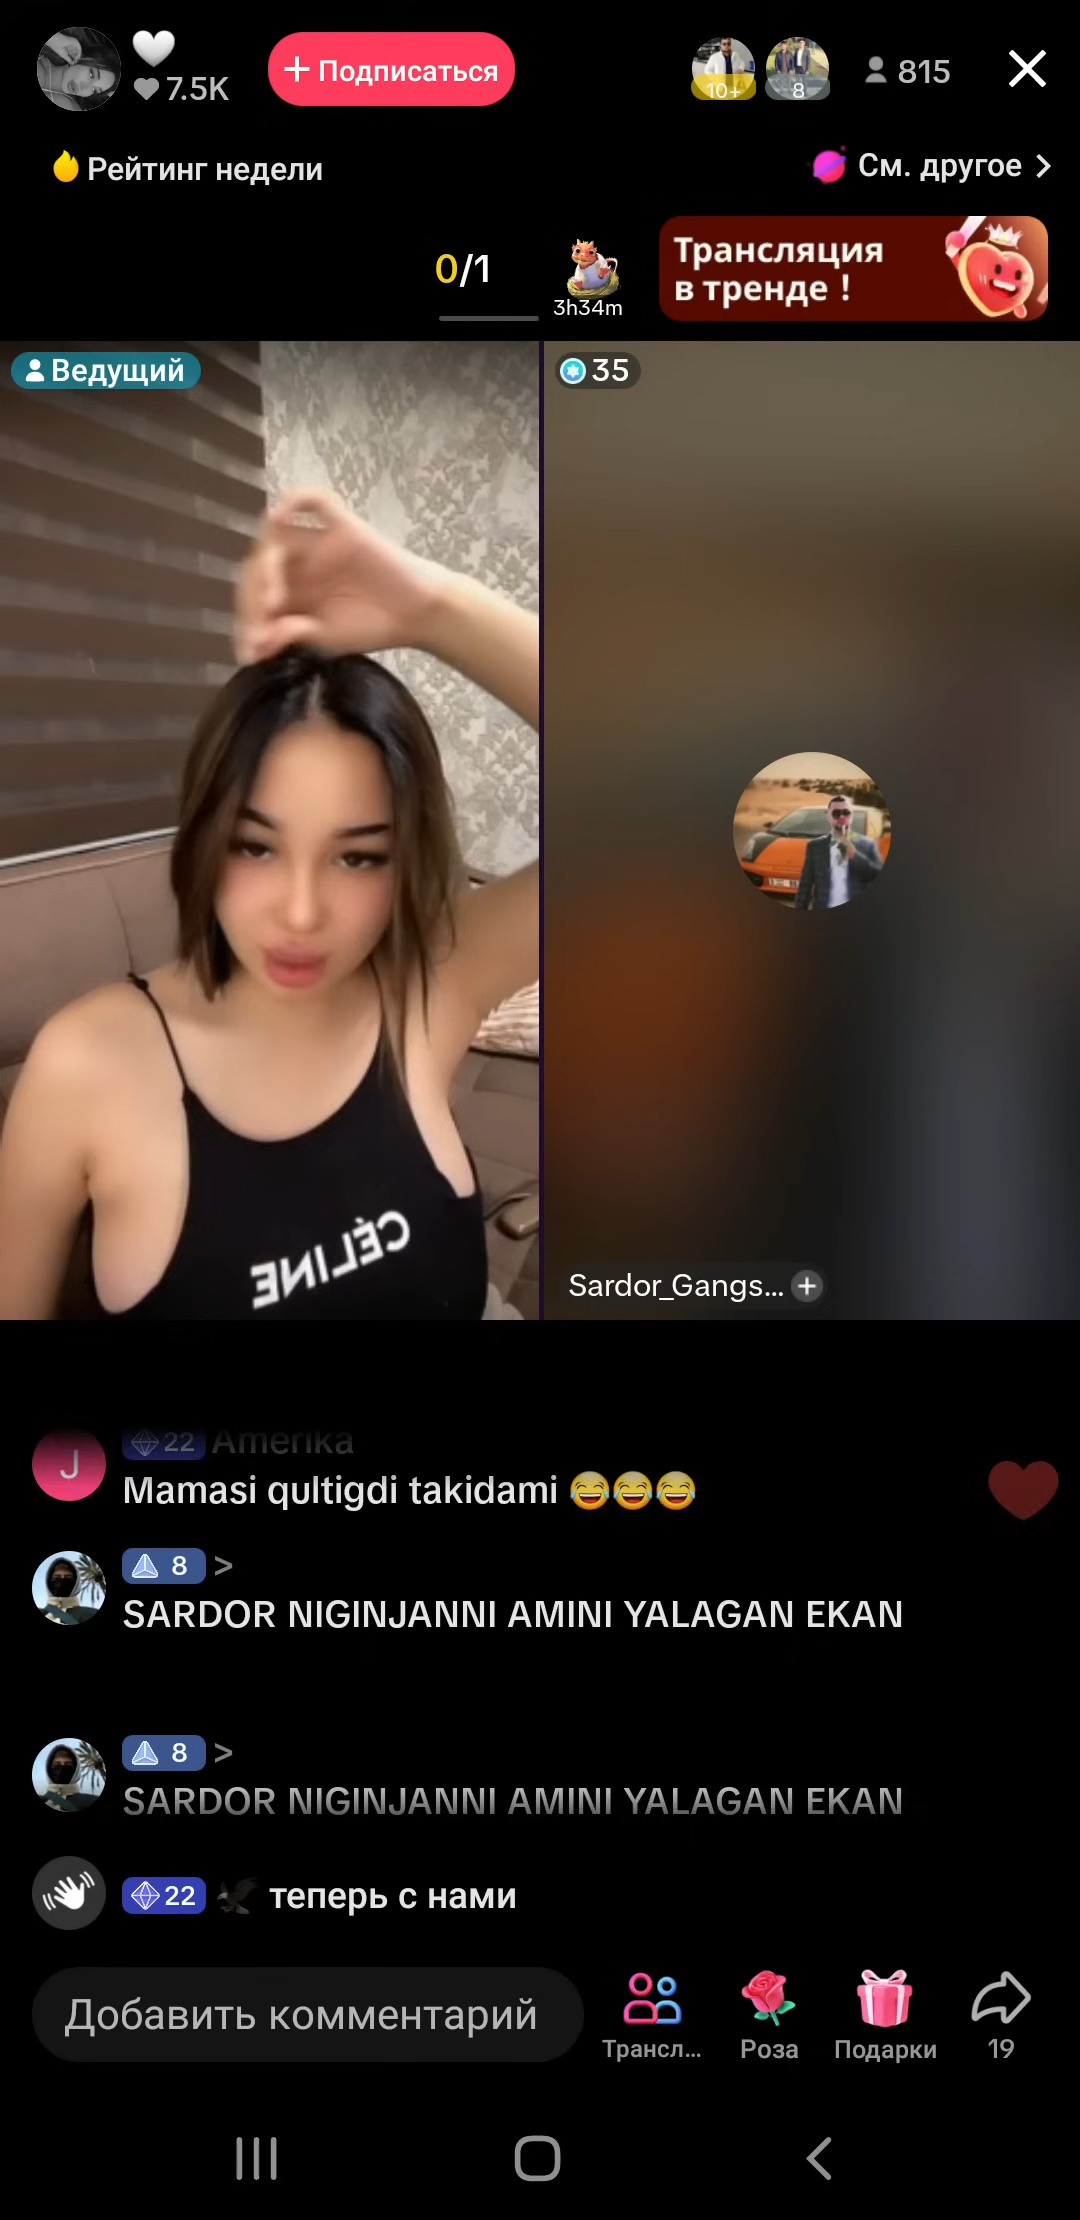 🤍
7.5K
+ Подписаться
10+
8
815
Рейтинг недели
См. другое >
0/1
3h34m
Трансляция
в тренде !
Ведущий
35
CÉLINE
Sardor_Gangs...
J
22 Amerika
Mamasi qultigdi takidami 😂😂😂
8 >
SARDOR NIGINJANNI AMINI YALAGAN EKAN
8 >
SARDOR NIGINJANNI AMINI YALAGAN EKAN
22 🦅 теперь с нами
Добавить комментарий
Трансл...
Роза
Подарки
19